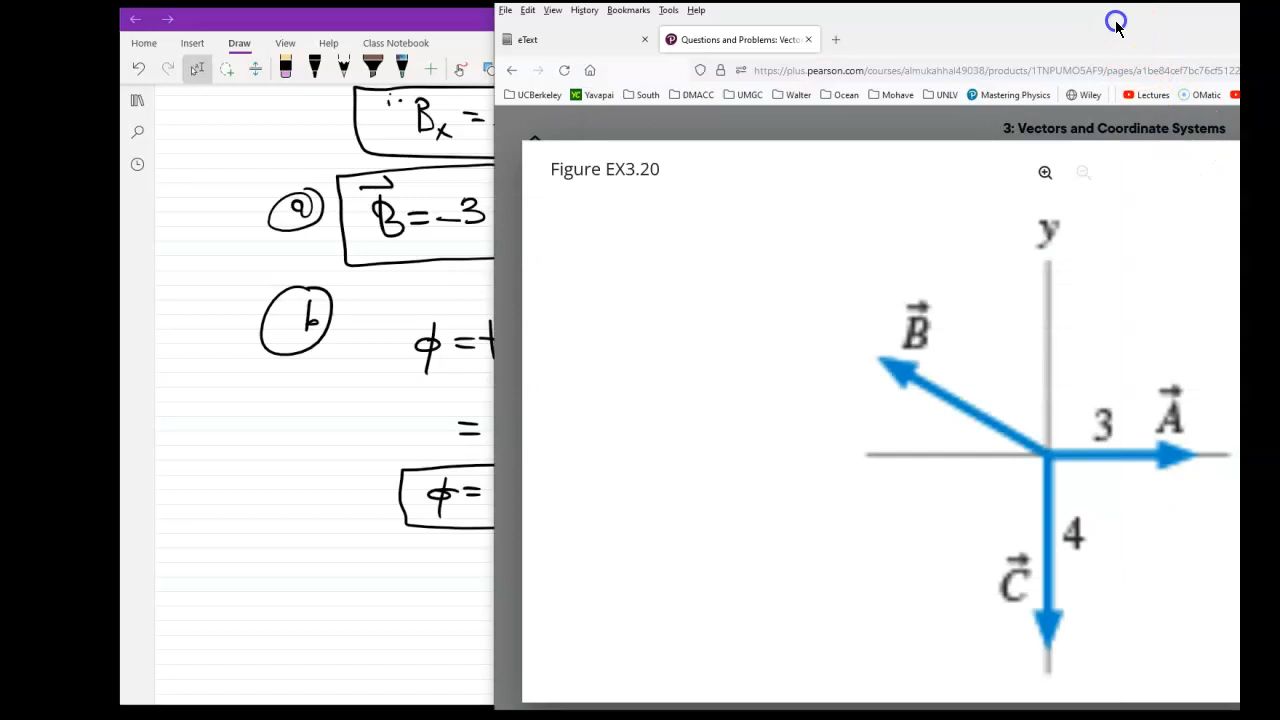 File Edit View History Bookmarks Tools Help
Home Insert Draw View Help Class Notebook
eText
Questions and Problems: Vecto
https://plus.pearson.com/courses/almukahhal49038/products/1TNPUMO5AF9/pages/a1be84cef7bc76cf5122
UCBerkeley Yavapai South DMACC UMGC Walter Ocean Mohave UNLV Mastering Physics Wiley Lectures OMatic
3: Vectors and Coordinate Systems
Figure EX3.20
∴ Bx =
a B⃗ = -3
b
ϕ = t
=
ϕ =
y
B⃗
3 A⃗
4
C⃗